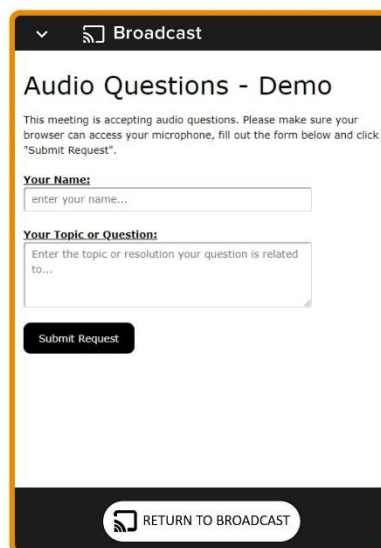 Broadcast
Audio Questions - Demo
This meeting is accepting audio questions. Please make sure your
browser can access your microphone, fill out the form below and click
"Submit Request".
Your Name:
enter your name...
Your Topic or Question:
Enter the topic or resolution your question is related
to...
Submit Request
RETURN TO BROADCAST